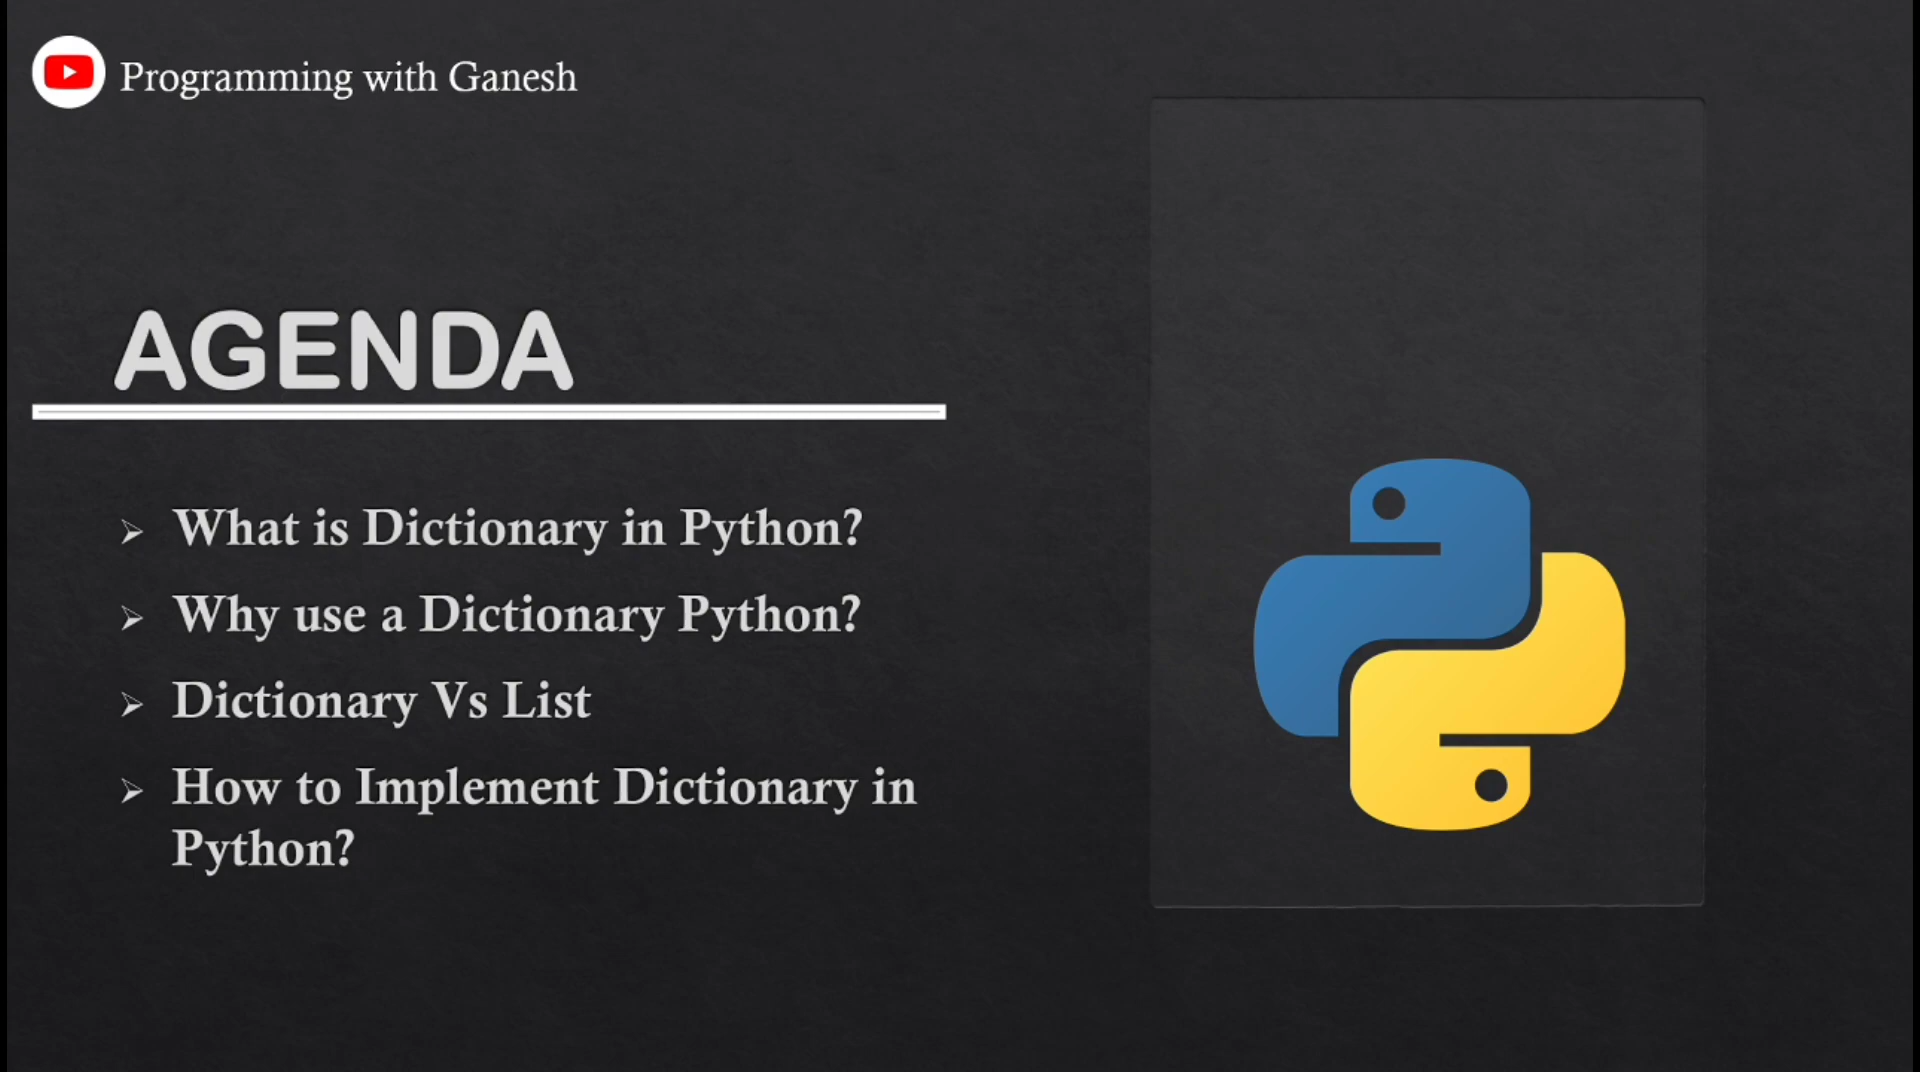 Programming with Ganesh
AGENDA
What is Dictionary in Python?
Why use a Dictionary Python?
Dictionary Vs List
How to Implement Dictionary in
Python?